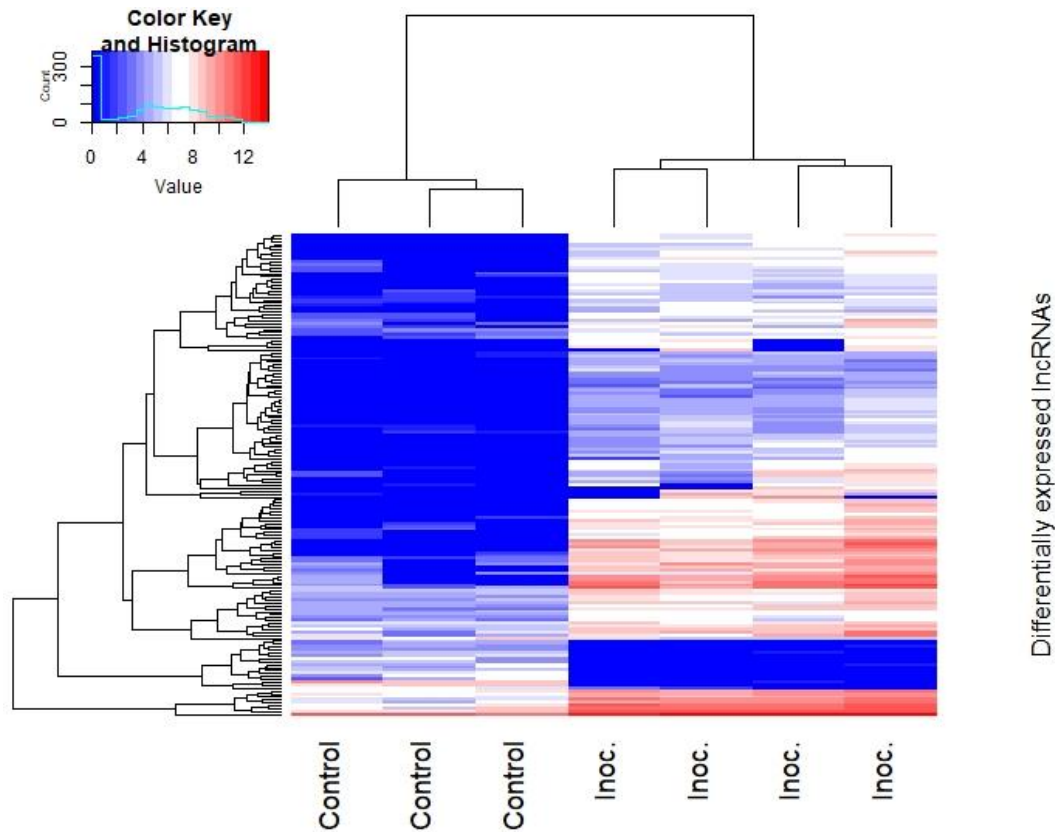 Color Key
and Histogram
Count
0 300
0 4 8 12
Value
Differentially expressed lncRNAs
Control Control Control Inoc. Inoc. Inoc. Inoc.